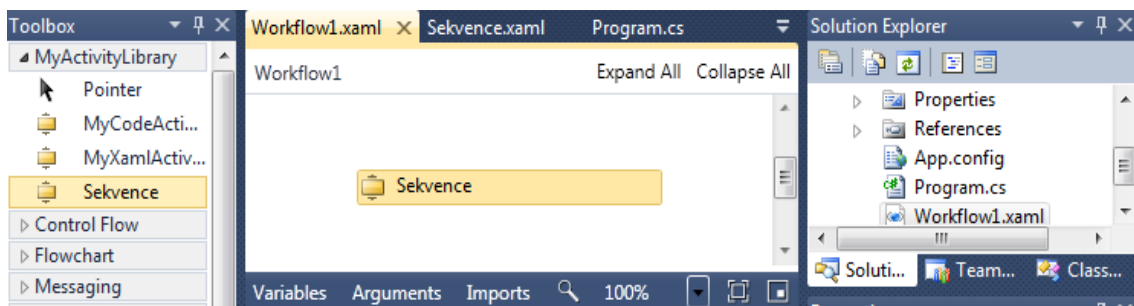 Toolbox
MyActivityLibrary
Pointer
MyCodeActi...
MyXamlActiv...
Sekvence
Control Flow
Flowchart
Messaging
Workflow1.xaml Sekvence.xaml Program.cs
Workflow1 Expand All Collapse All
Sekvence
Variables Arguments Imports 100%
Solution Explorer
Properties
References
App.config
Program.cs
Workflow1.xaml
Soluti... Team... Class...